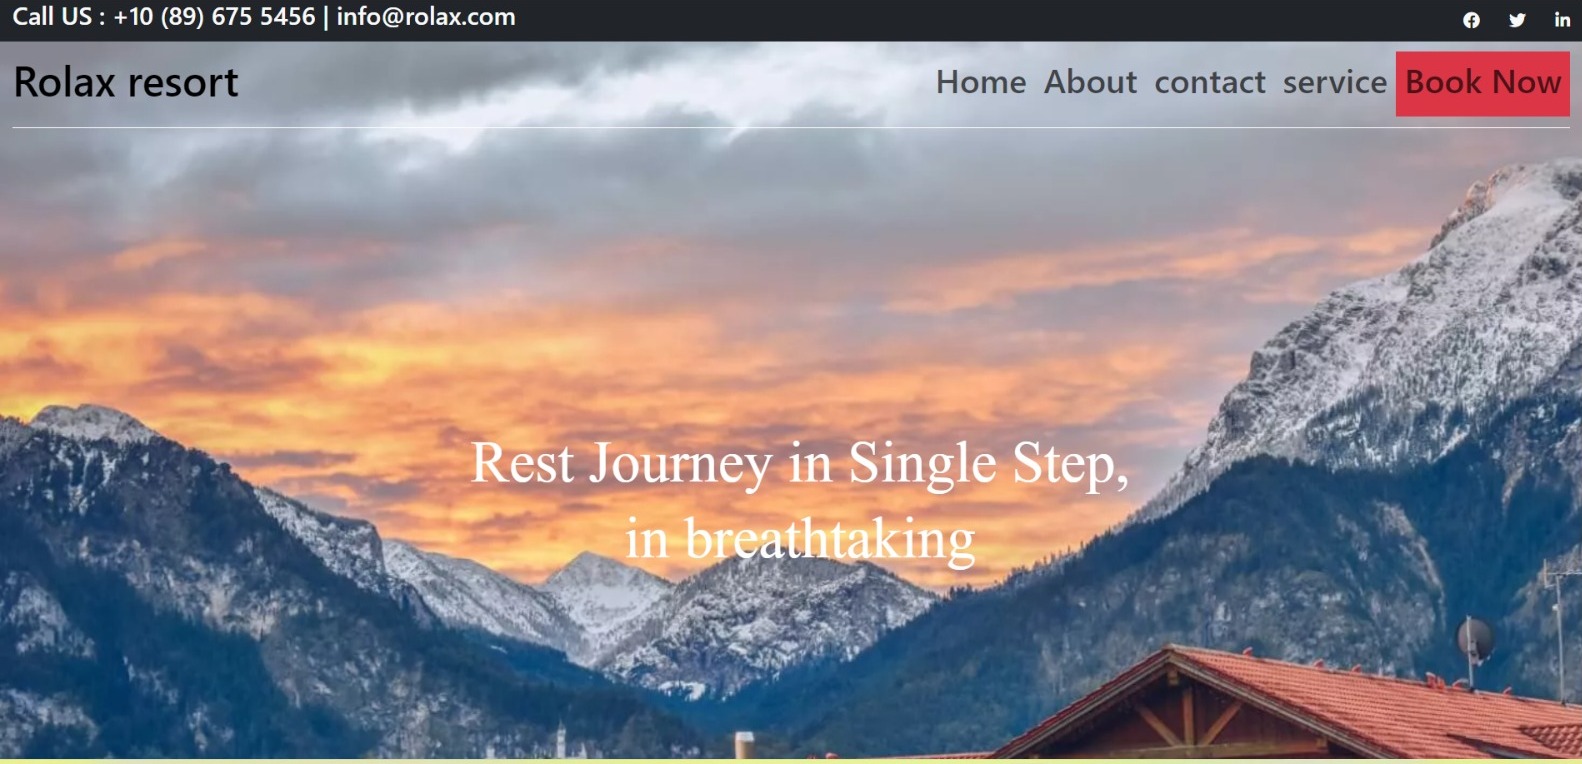 Call US : +10 (89) 675 5456 | info@rolax.com
Rolax resort
Home About contact service Book Now
Rest Journey in Single Step,
in breathtaking